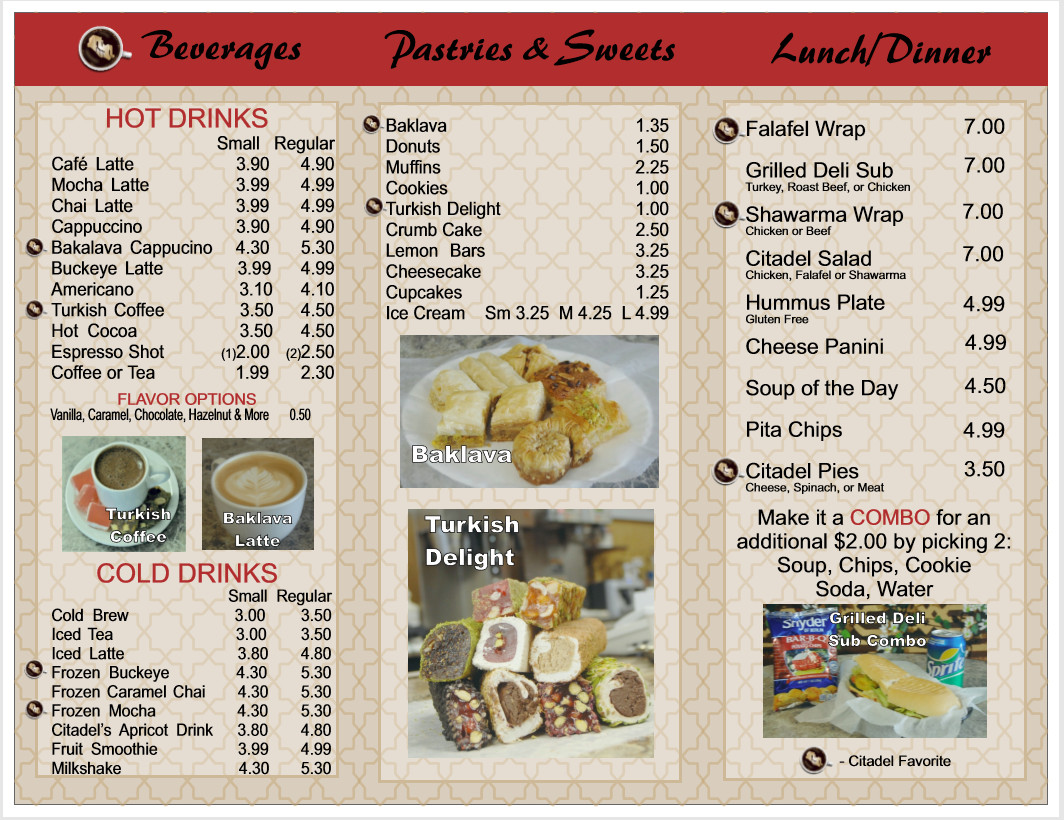 Beverages
HOT DRINKS
Small Regular
Café Latte 3.90 4.90
Mocha Latte 3.99 4.99
Chai Latte 3.99 4.99
Cappuccino 3.90 4.90
Bakalava Cappucino 4.30 5.30
Buckeye Latte 3.99 4.99
Americano 3.10 4.10
Turkish Coffee 3.50 4.50
Hot Cocoa 3.50 4.50
Espresso Shot (1)2.00 (2)2.50
Coffee or Tea 1.99 2.30
FLAVOR OPTIONS
Vanilla, Caramel, Chocolate, Hazelnut & More 0.50
Turkish
Coffee
Baklava
Latte
COLD DRINKS
Small Regular
Cold Brew 3.00 3.50
Iced Tea 3.00 3.50
Iced Latte 3.80 4.80
Frozen Buckeye 4.30 5.30
Frozen Caramel Chai 4.30 5.30
Frozen Mocha 4.30 5.30
Citadel's Apricot Drink 3.80 4.80
Fruit Smoothie 3.99 4.99
Milkshake 4.30 5.30
Pastries & Sweets
Baklava 1.35
Donuts 1.50
Muffins 2.25
Cookies 1.00
Turkish Delight 1.00
Crumb Cake 2.50
Lemon Bars 3.25
Cheesecake 3.25
Cupcakes 1.25
Ice Cream Sm 3.25 M 4.25 L 4.99
Baklava
Turkish
Delight
Lunch/Dinner
Falafel Wrap 7.00
Grilled Deli Sub 7.00
Turkey, Roast Beef, or Chicken
Shawarma Wrap 7.00
Chicken or Beef
Citadel Salad 7.00
Chicken, Falafel or Shawarma
Hummus Plate 4.99
Gluten Free
Cheese Panini 4.99
Soup of the Day 4.50
Pita Chips 4.99
Citadel Pies 3.50
Cheese, Spinach, or Meat
Make it a COMBO for an
additional $2.00 by picking 2:
Soup, Chips, Cookie
Soda, Water
Grilled Deli
Sub Combo
Snyder
BAR-B-Q
Sprite
- Citadel Favorite